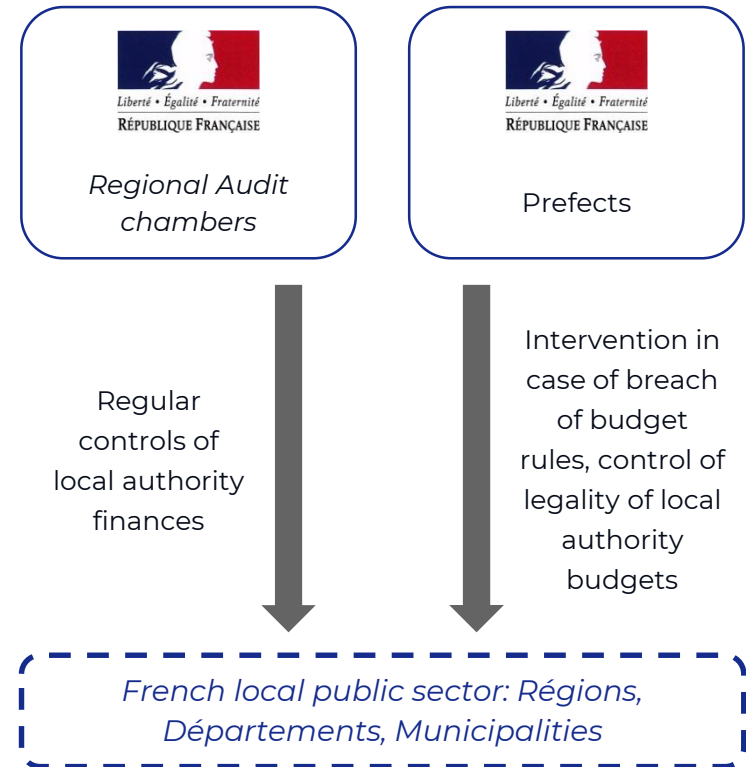 Liberté • Égalité • Fraternité
RÉPUBLIQUE FRANÇAISE
Regional Audit
chambers
Liberté • Égalité • Fraternité
RÉPUBLIQUE FRANÇAISE
Prefects
Regular
controls of
local authority
finances
Intervention in
case of breach
of budget
rules, control of
legality of local
authority
budgets
French local public sector: Régions,
Départements, Municipalities